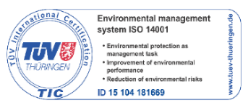 TÜV International Certification
TÜV
THÜRINGEN
TIC
Environmental management
system ISO 14001
• Environmental protection as
management task
• Improvement of environmental
performance
• Reduction of environmental risks
ID 15 104 181669
www.tuev-thueringen.de